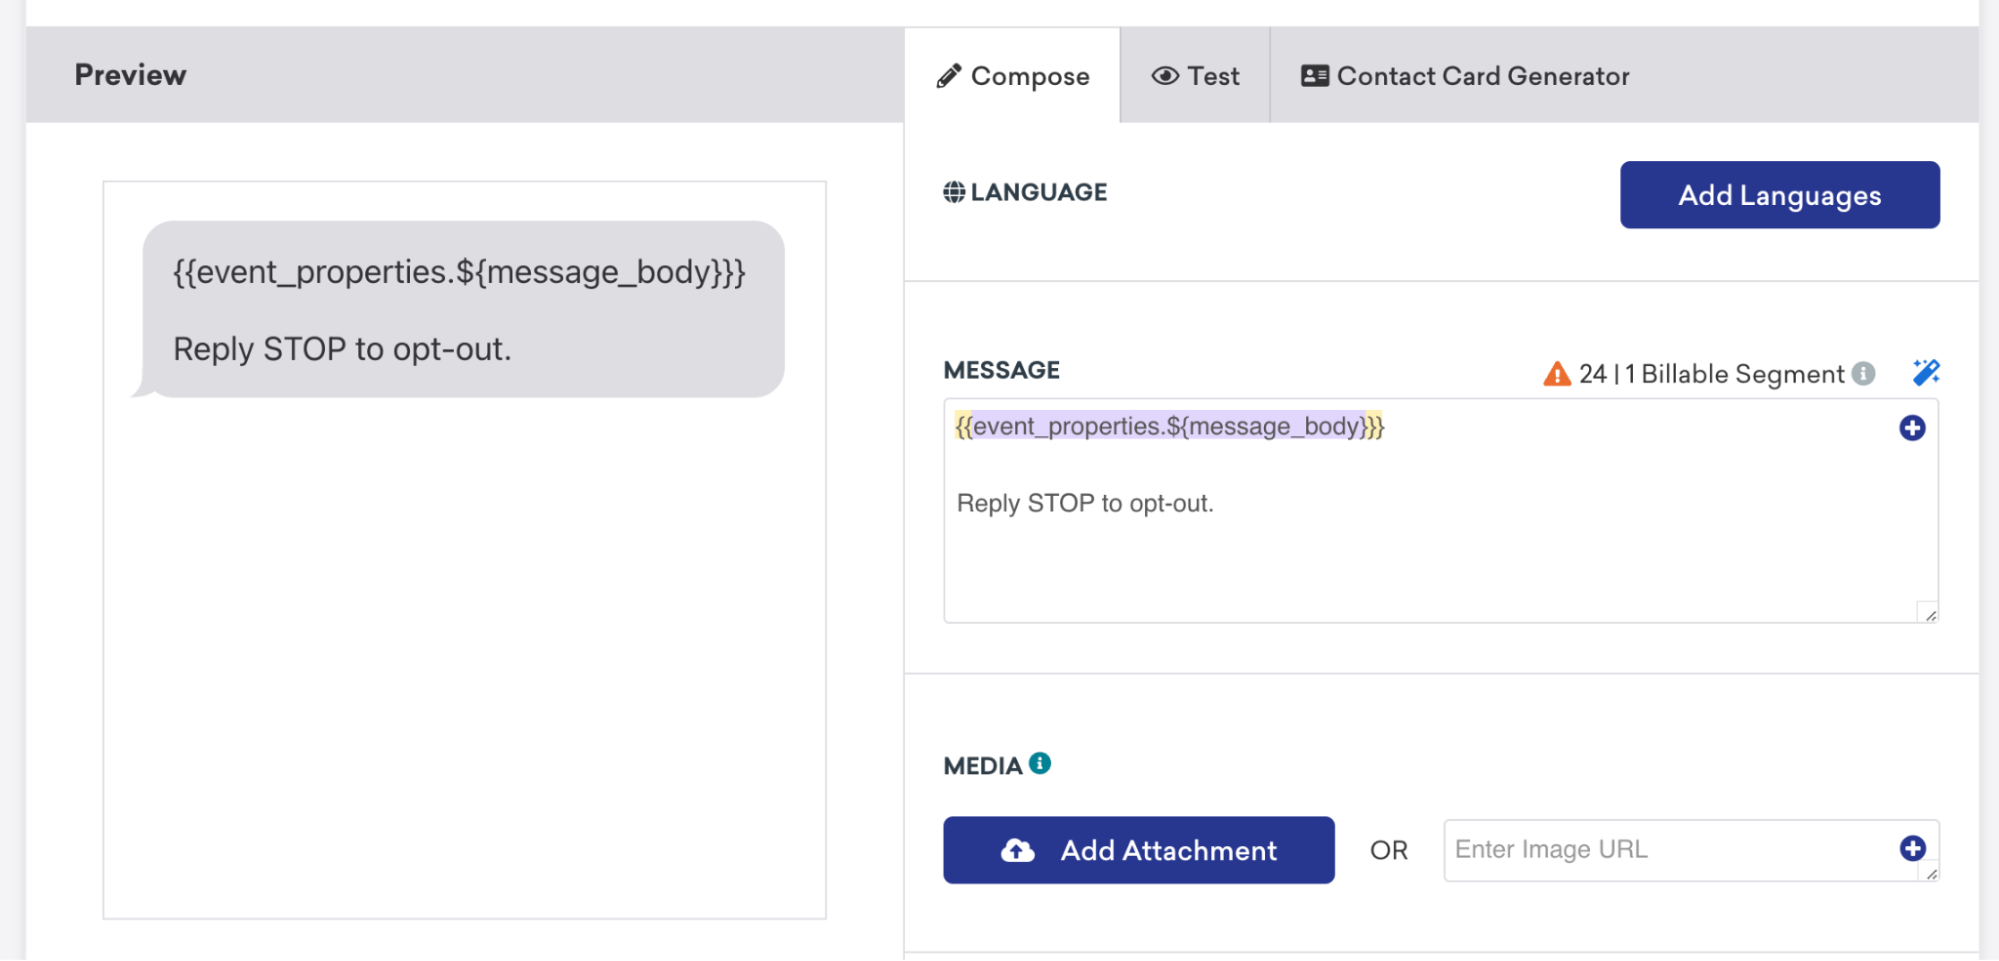 Preview
Compose
Test
Contact Card Generator
{{event_properties.${message_body}}}
Reply STOP to opt-out.
LANGUAGE
Add Languages
MESSAGE
24 | 1 Billable Segment
{{event_properties.${message_body}}}
Reply STOP to opt-out.
MEDIA
Add Attachment
OR
Enter Image URL